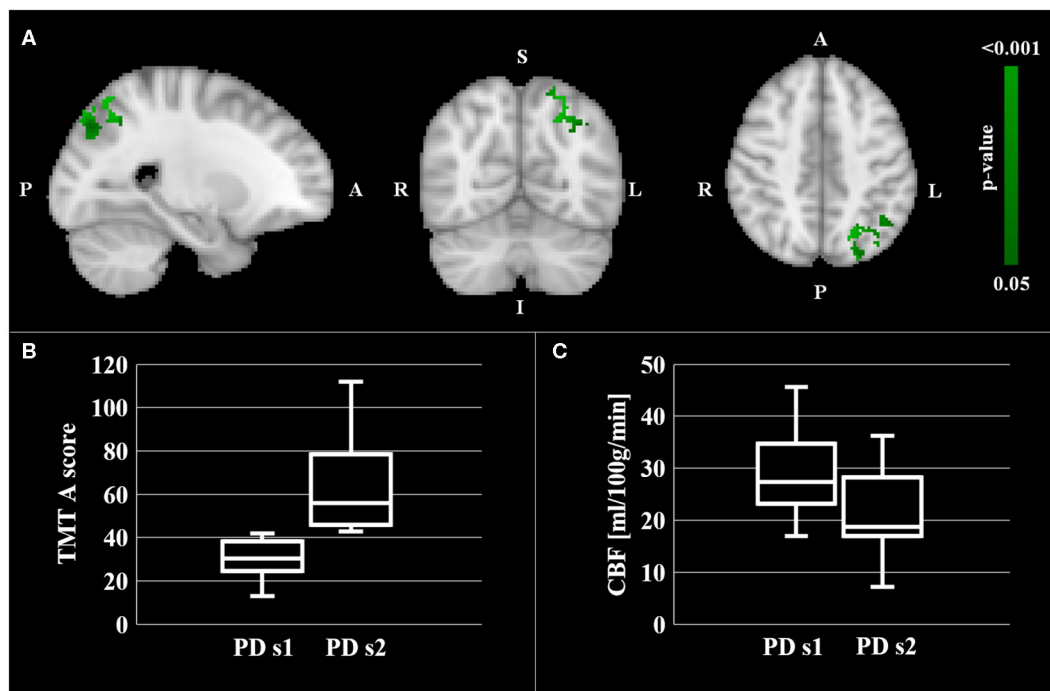 A
S
A
<0.001
P
A
R
L
R
L
p-value
I
P
0.05
B
C
120
100
80
60
40
20
0
TMT A score
PD s1 PD s2
50
40
30
20
10
0
CBF [ml/100g/min]
PD s1 PD s2